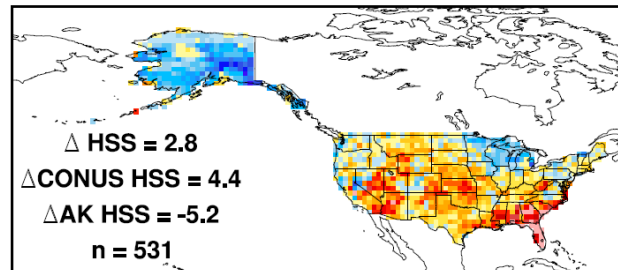 Δ HSS = 2.8
ΔCONUS HSS = 4.4
ΔAK HSS = -5.2
n = 531